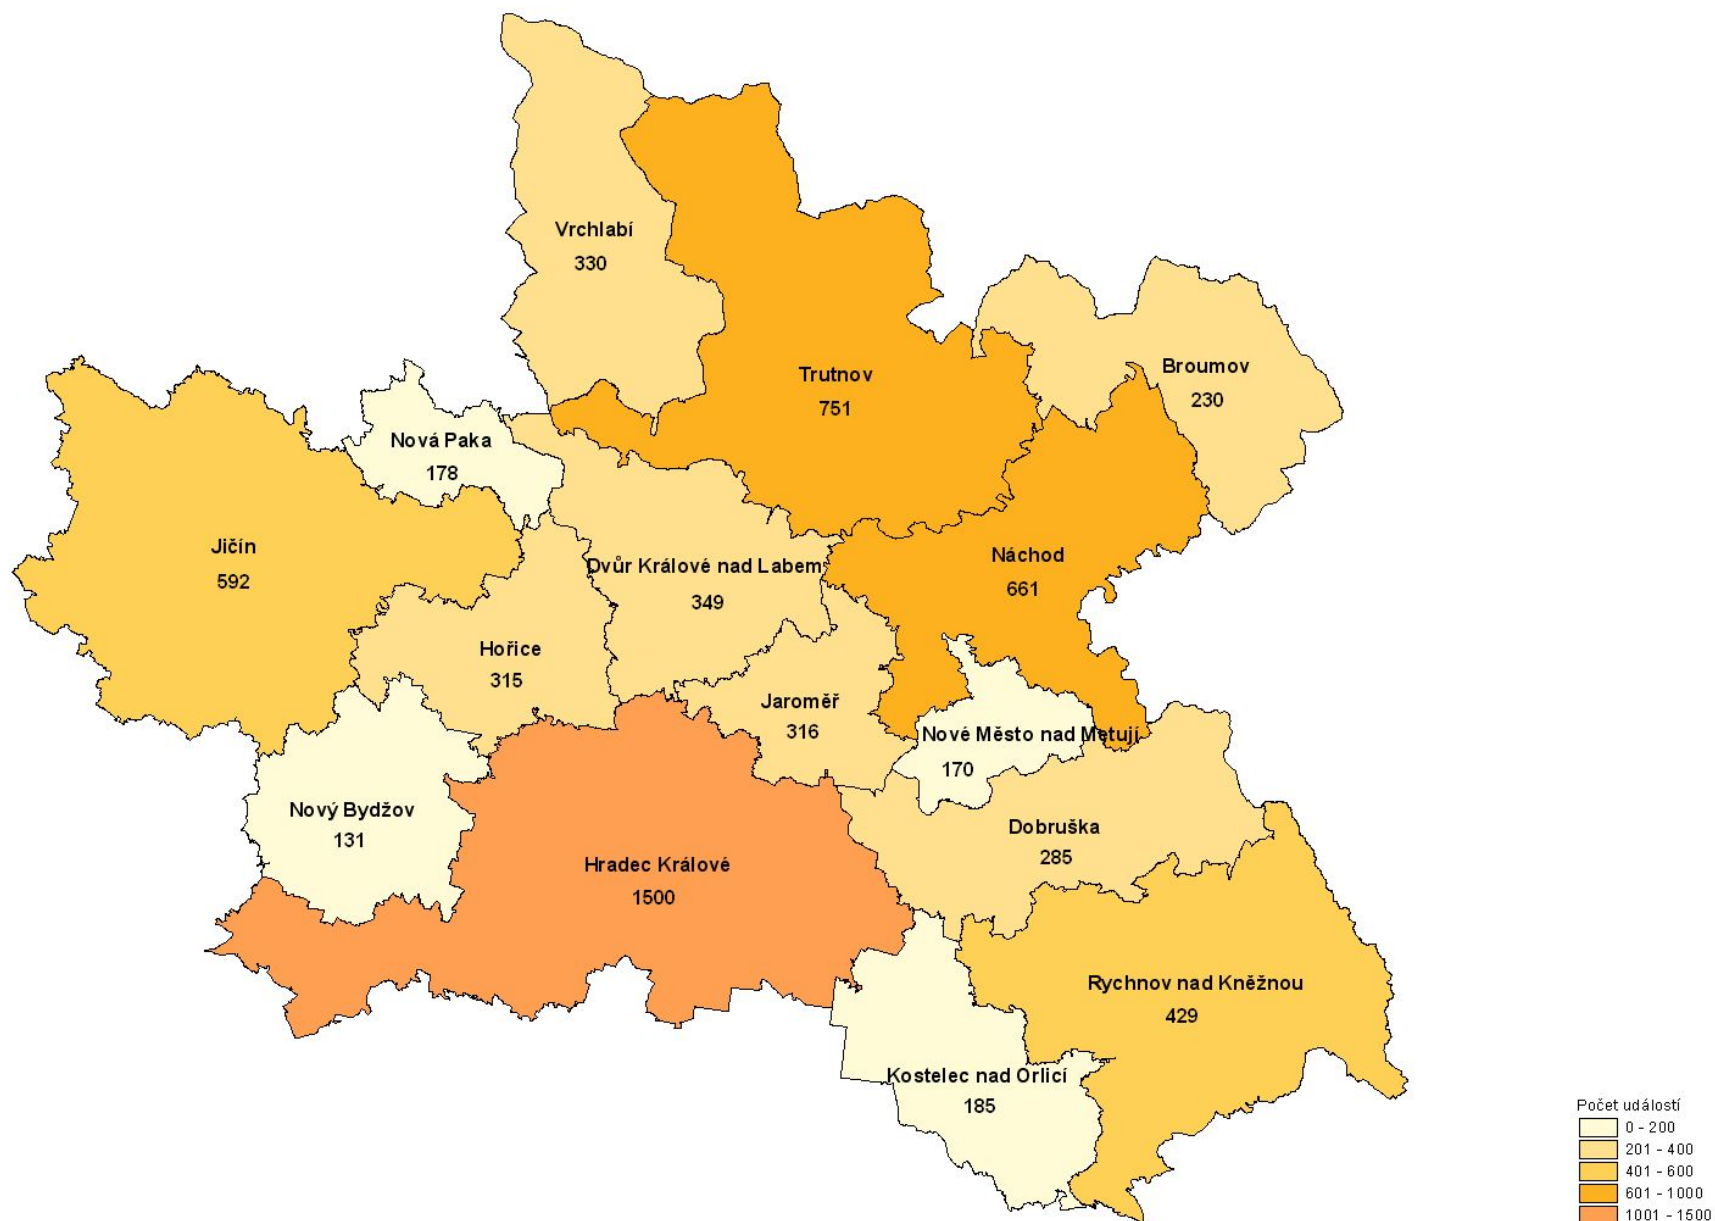 Vrchlabí
330
Trutnov
751
Broumov
230
Nová Paka
178
Jičín
592
Dvůr Králové nad Labem
349
Náchod
661
Hořice
315
Jaroměř
316
Nové Město nad Metují
170
Nový Bydžov
131
Dobruška
285
Hradec Králové
1500
Rychnov nad Kněžnou
429
Kostelec nad Orlicí
185
Počet událostí
0 - 200
201 - 400
401 - 600
601 - 1000
1001 - 1500